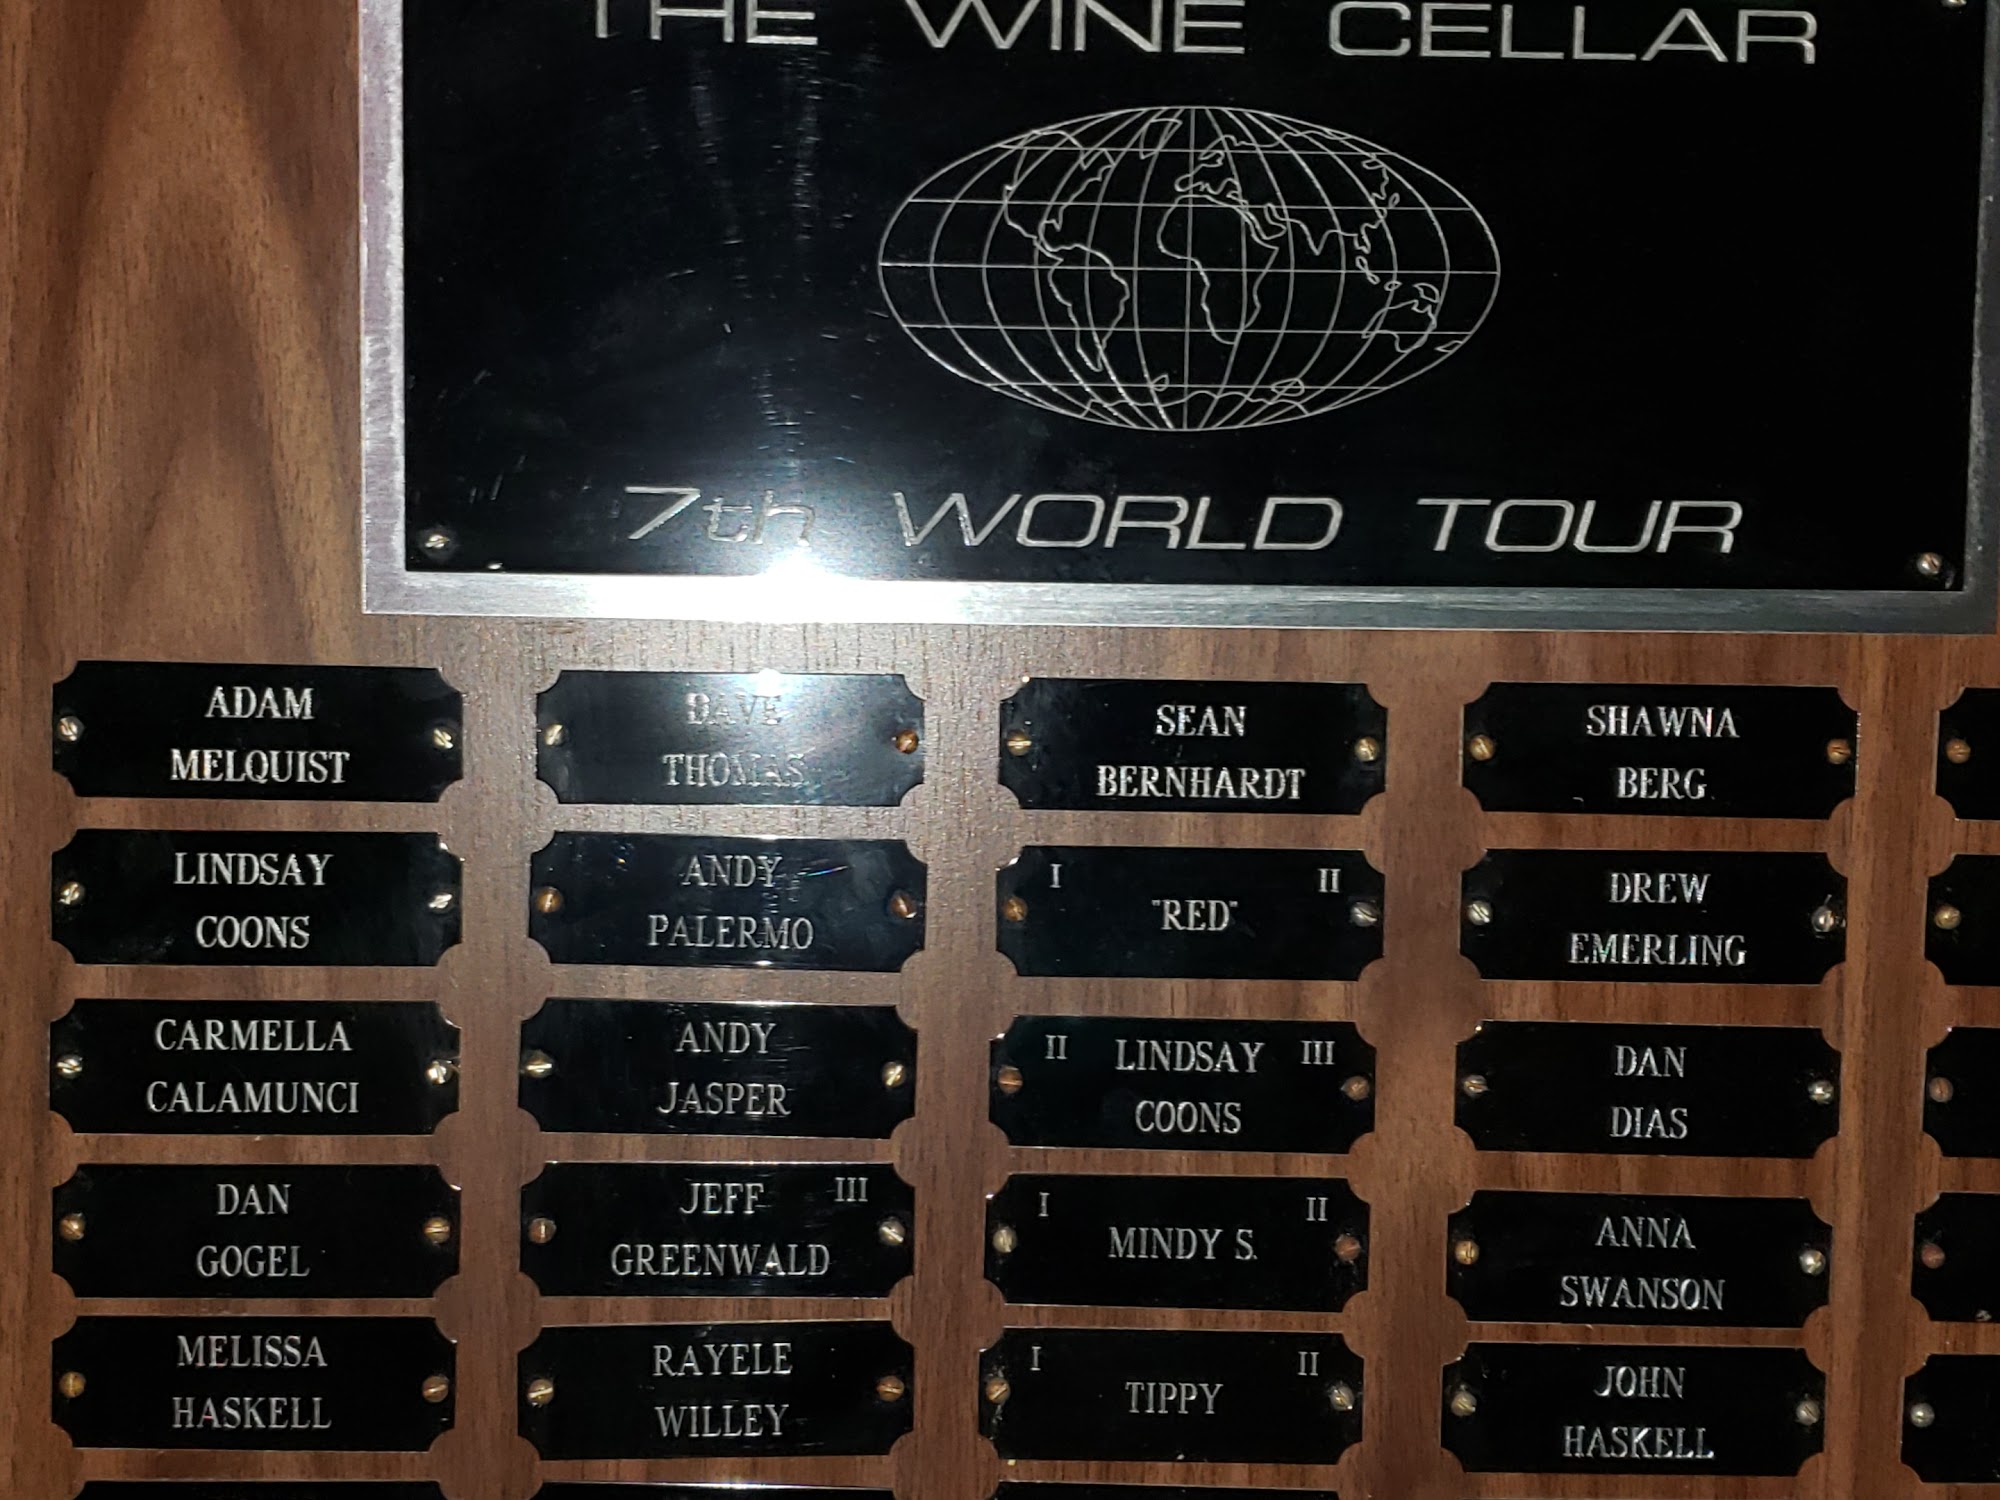 THE WINE CELLAR
7th WORLD TOUR
ADAM
MELQUIST
DAVE
THOMAS
SEAN
BERNHARDT
SHAWNA
BERG
LINDSAY
COONS
ANDY
PALERMO
I II
"RED"
DREW
EMERLING
CARMELLA
CALAMUNCI
ANDY
JASPER
II LINDSAY III
COONS
DAN
DIAS
DAN
GOGEL
JEFF III
GREENWALD
I II
MINDY S.
ANNA
SWANSON
MELISSA
HASKELL
RAYELE
WILLEY
I II
TIPPY
JOHN
HASKELL